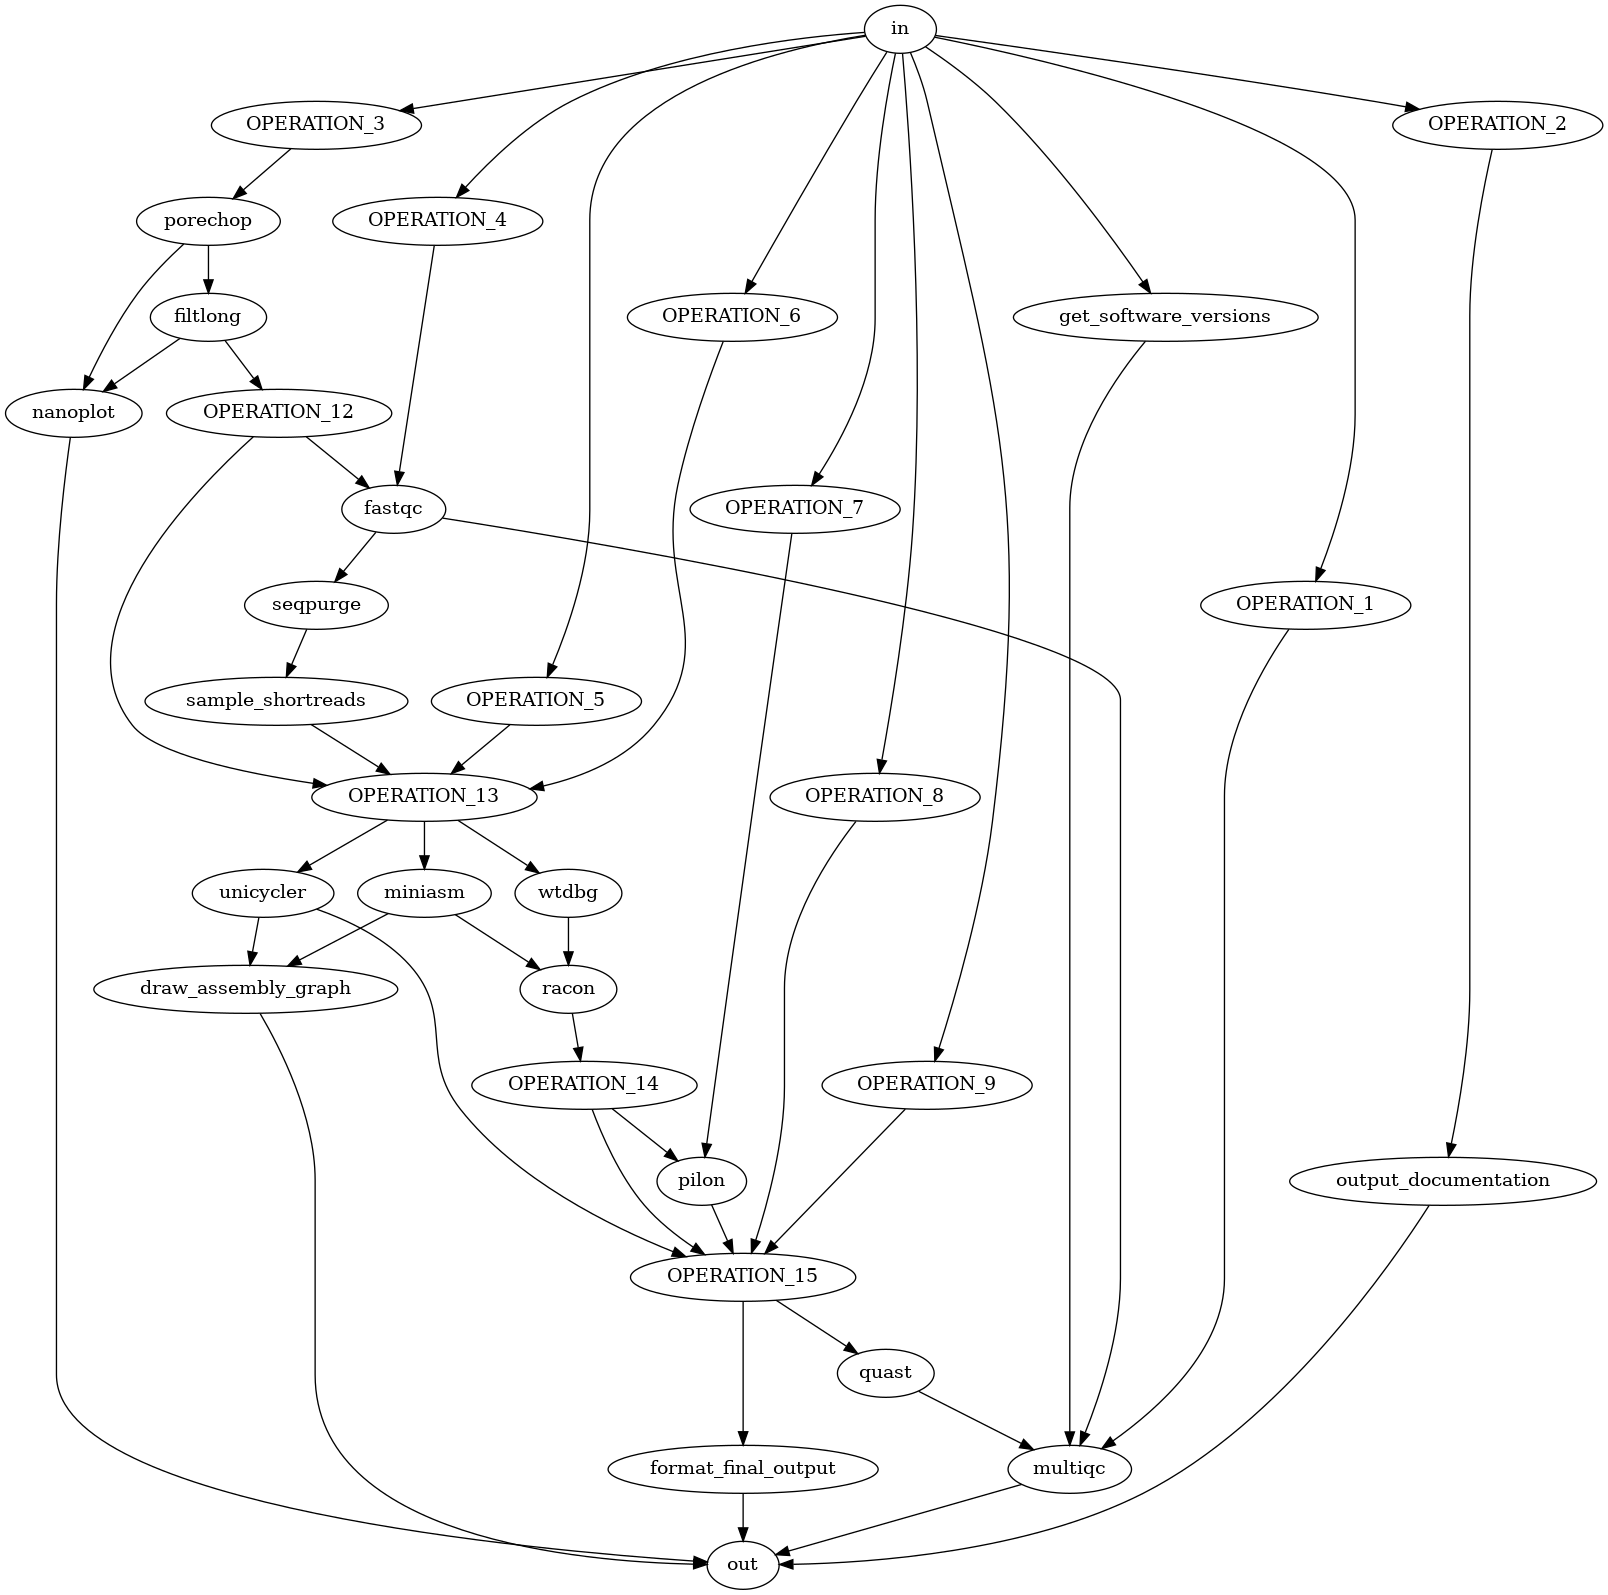 in
OPERATION_3
OPERATION_2
porechop
OPERATION_4
filtlong
OPERATION_6
get_software_versions
nanoplot
OPERATION_12
fastqc
OPERATION_7
seqpurge
OPERATION_1
sample_shortreads
OPERATION_5
OPERATION_13
OPERATION_8
unicycler
miniasm
wtdbg
draw_assembly_graph
racon
OPERATION_14
OPERATION_9
pilon
output_documentation
OPERATION_15
quast
format_final_output
multiqc
out